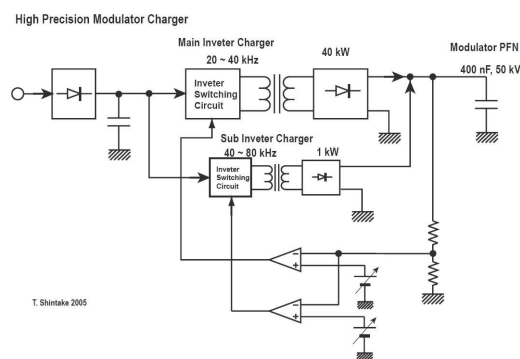 High Precision Modulator Charger
Main Inveter Charger
20 ~ 40 kHz
40 kW
Modulator PFN
400 nF, 50 kV
Inveter
Switching
Circuit
Sub Inveter Charger
40 ~ 80 kHz
1 kW
Inveter
Switching
Circuit
−
+
−
+
T. Shintake 2005